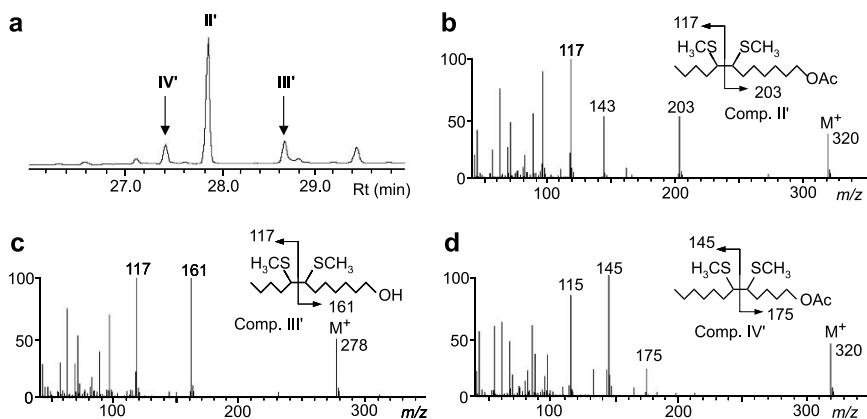 a
II'
IV'
III'
27.0
28.0
29.0
Rt (min)
b
117
H₃CS
SCH₃
OAc
203
Comp. II'
100
50
0
117
143
203
M⁺
320
100
200
300
m/z
c
117
H₃CS
SCH₃
OH
161
Comp. III'
100
50
0
117
161
M⁺
278
100
200
300
m/z
d
145
H₃CS
SCH₃
OAc
175
Comp. IV'
100
50
0
115
145
175
M⁺
320
100
200
300
m/z